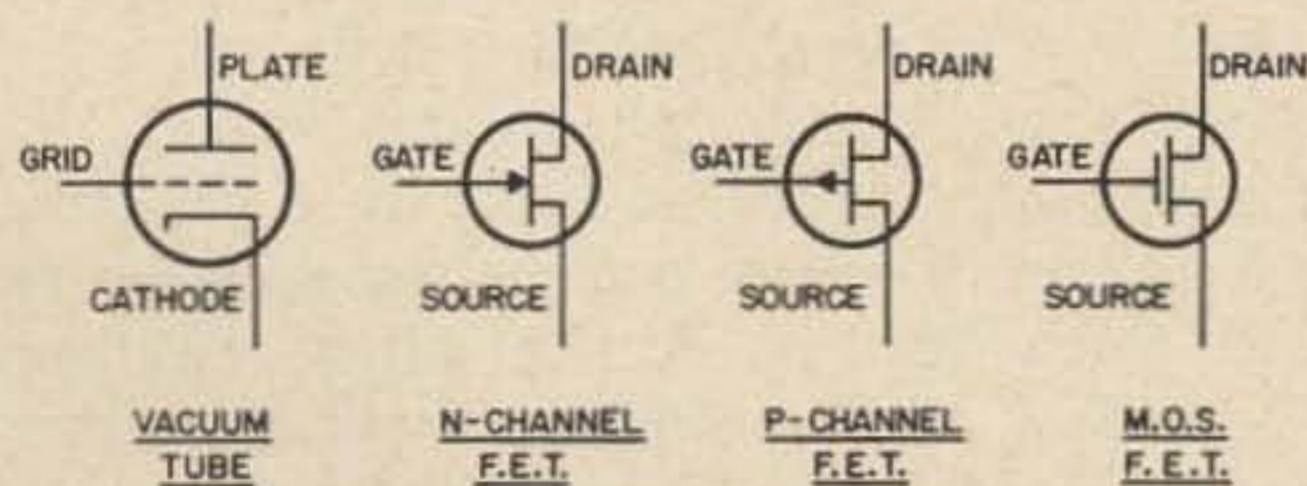 PLATE
GRID
CATHODE
VACUUM
TUBE
DRAIN
GATE
SOURCE
N-CHANNEL
F.E.T.
DRAIN
GATE
SOURCE
P-CHANNEL
F.E.T.
DRAIN
GATE
SOURCE
M.O.S.
F.E.T.